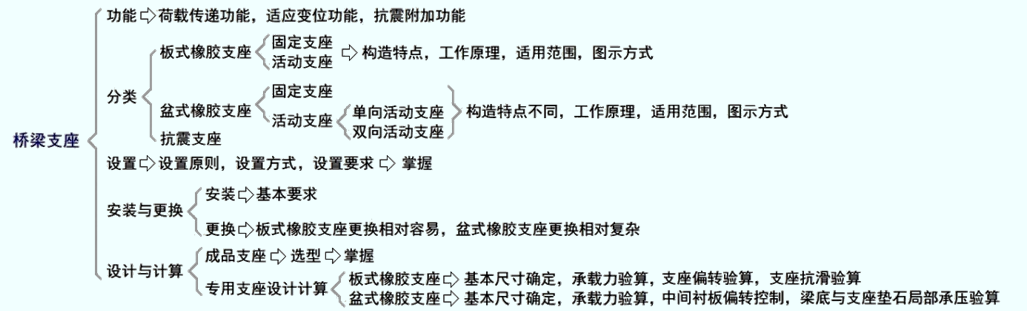 桥梁支座
功能⇨荷载传递功能，适应变位功能，抗震附加功能
分类
板式橡胶支座
固定支座
活动支座
⇨构造特点，工作原理，适用范围，图示方式
盆式橡胶支座
固定支座
活动支座
单向活动支座
双向活动支座
构造特点不同，工作原理，适用范围，图示方式
抗震支座
设置⇨设置原则，设置方式，设置要求⇨掌握
安装与更换
安装⇨基本要求
更换⇨板式橡胶支座更换相对容易，盆式橡胶支座更换相对复杂
设计与计算
成品支座⇨选型⇨掌握
专用支座设计计算
板式橡胶支座⇨基本尺寸确定，承载力验算，支座偏转验算，支座抗滑验算
盆式橡胶支座⇨基本尺寸确定，承载力验算，中间衬板偏转控制，梁底与支座垫石局部承压验算